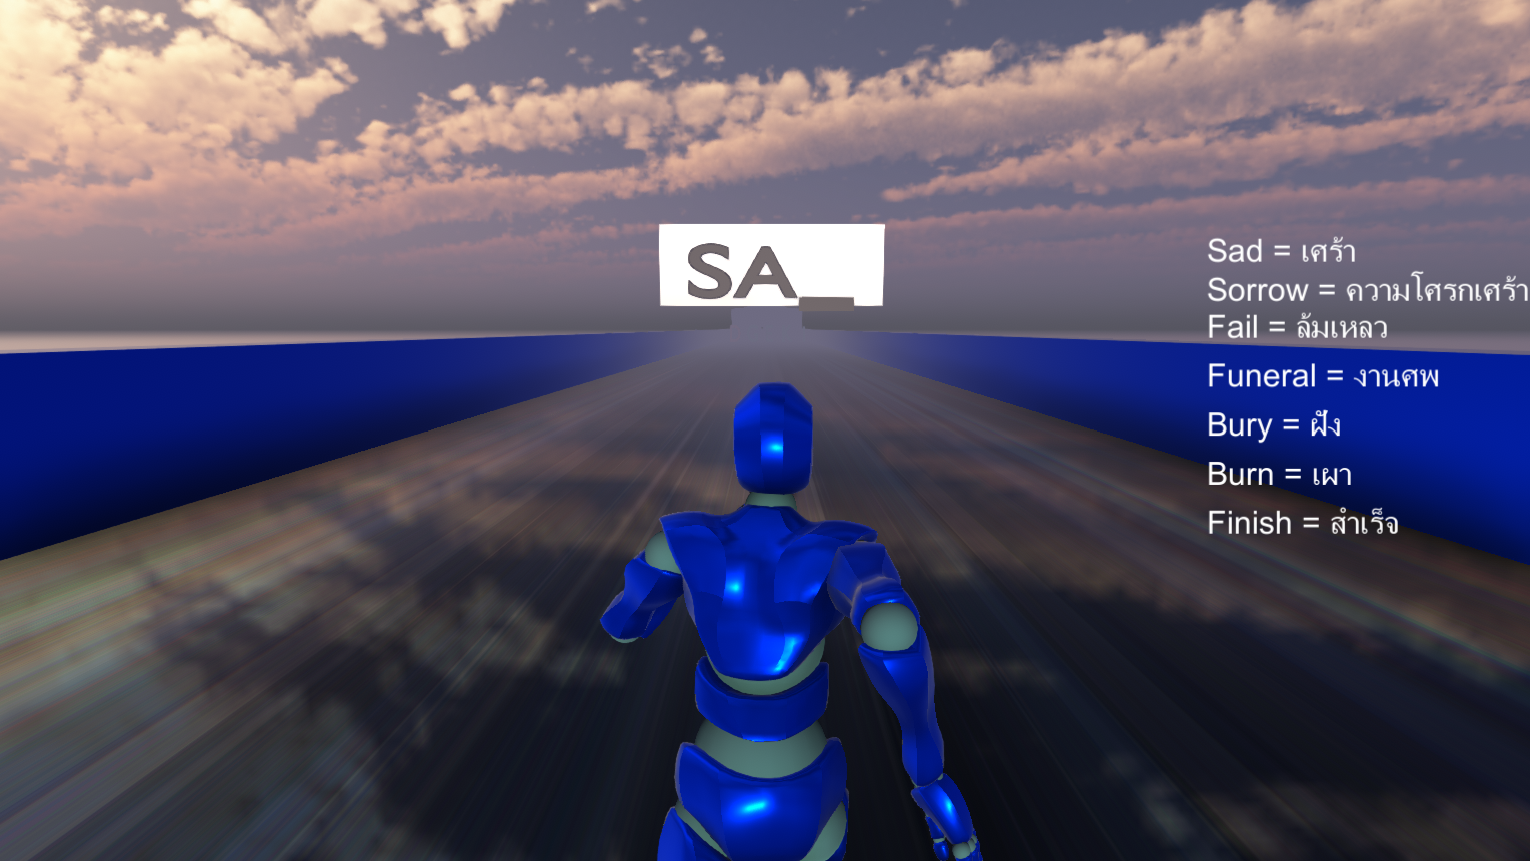 SA_
Sad = เศร้า
Sorrow = ความโศรกเศร้า
Fail = ล้มเหลว
Funeral = งานศพ
Bury = ฝัง
Burn = เผา
Finish = สำเร็จ